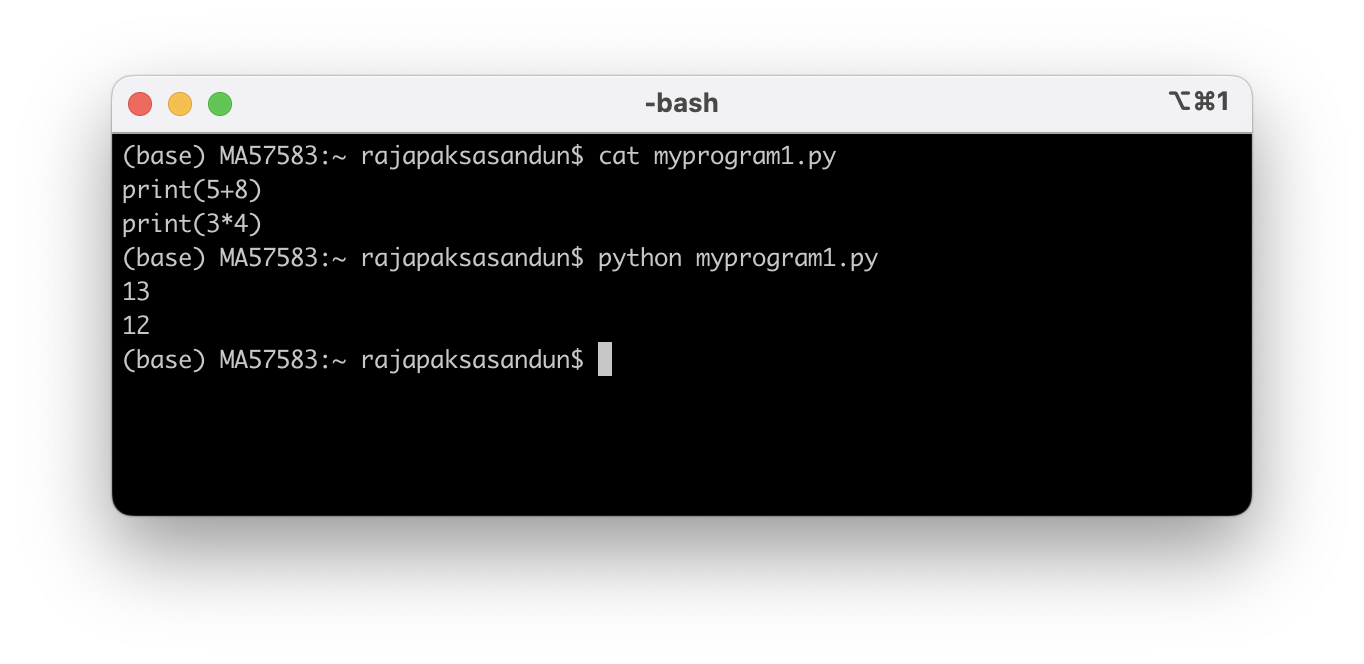 -bash
⌥⌘1
(base) MA57583:~ rajapaksasandun$ cat myprogram1.py
print(5+8)
print(3*4)
(base) MA57583:~ rajapaksasandun$ python myprogram1.py
13
12
(base) MA57583:~ rajapaksasandun$